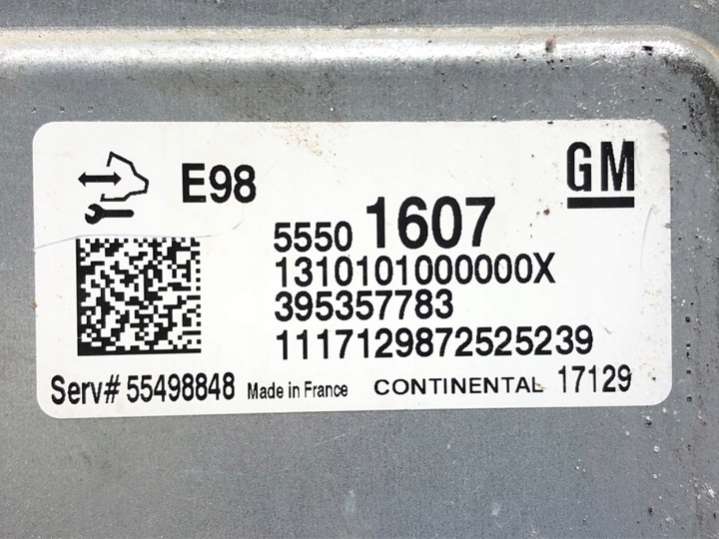 E98
GM
5550 1607
1310101000000X
395357783
1117129872525239
Serv# 55498848 Made in France CONTINENTAL 17129